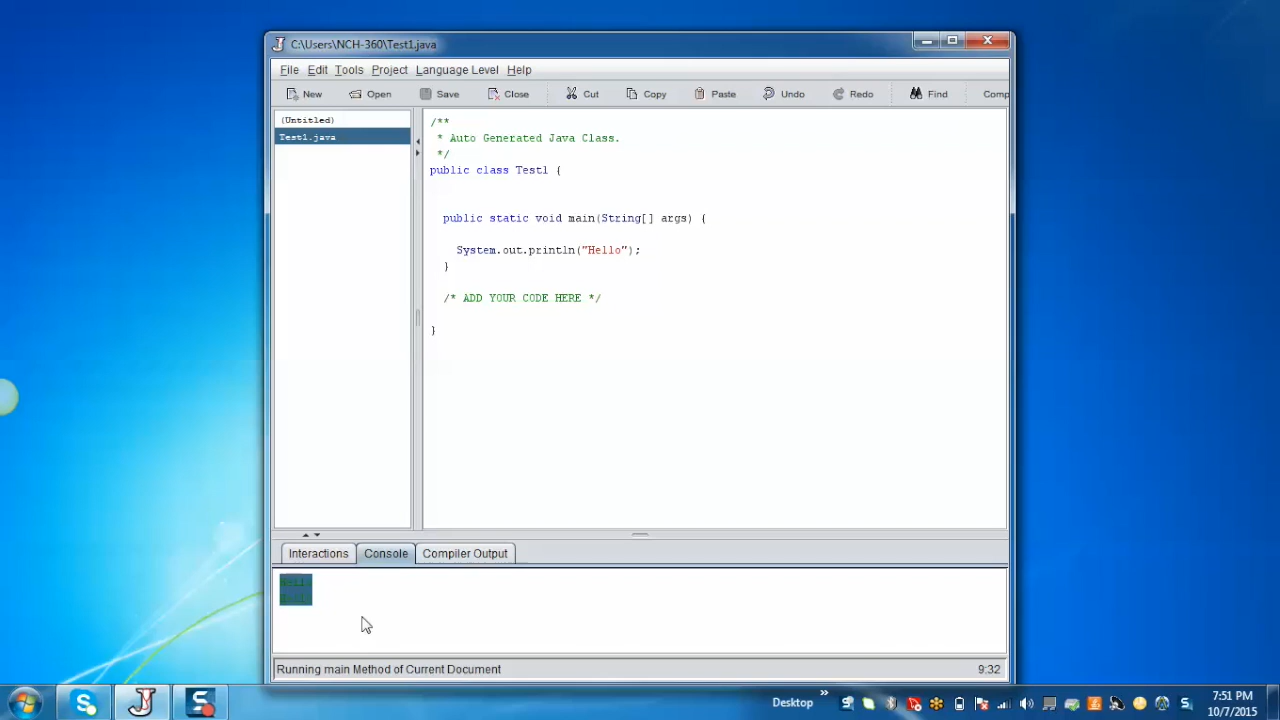 C:\Users\NCH-360\Test1.java
File Edit Tools Project Language Level Help
New Open Save Close Cut Copy Paste Undo Redo Find Comp
(Untitled)
Test1.java
/**
* Auto Generated Java Class.
*/
public class Test1 {
public static void main(String[] args) {
System.out.println("Hello");
}
/* ADD YOUR CODE HERE */
}
Interactions Console Compiler Output
Running main Method of Current Document 9:32
Desktop
7:51 PM
10/7/2015